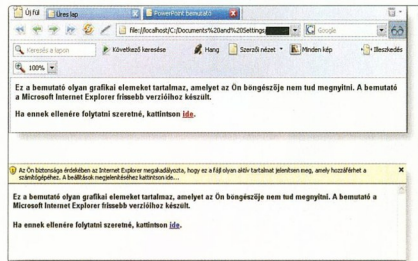 Új fül
Üres lap
PowerPoint bemutató
file://localhost/C:/Documents%20and%20Settings
Google
Keresés a lapon
Következő keresése
Hang
Szerzői nézet
Minden kép
Illeszkedés
100%
Ez a bemutató olyan grafikai elemeket tartalmaz, amelyet az Ön böngészője nem tud megnyitni. A bemutató
a Microsoft Internet Explorer frissebb verzióihoz készült.
Ha ennek ellenére folytatni szeretné, kattintson ide.
Az Ön biztonsága érdekében az Internet Explorer megakadályozta, hogy ez a fájl olyan aktív tartalmat jelenítsen meg, amely hozzáférhet a
számítógépéhez. A beállítások megjelenítéséhez kattintson ide...
Ez a bemutató olyan grafikai elemeket tartalmaz, amelyet az Ön böngészője nem tud megnyitni. A bemutató a
Microsoft Internet Explorer frissebb verzióihoz készült.
Ha ennek ellenére folytatni szeretné, kattintson ide.